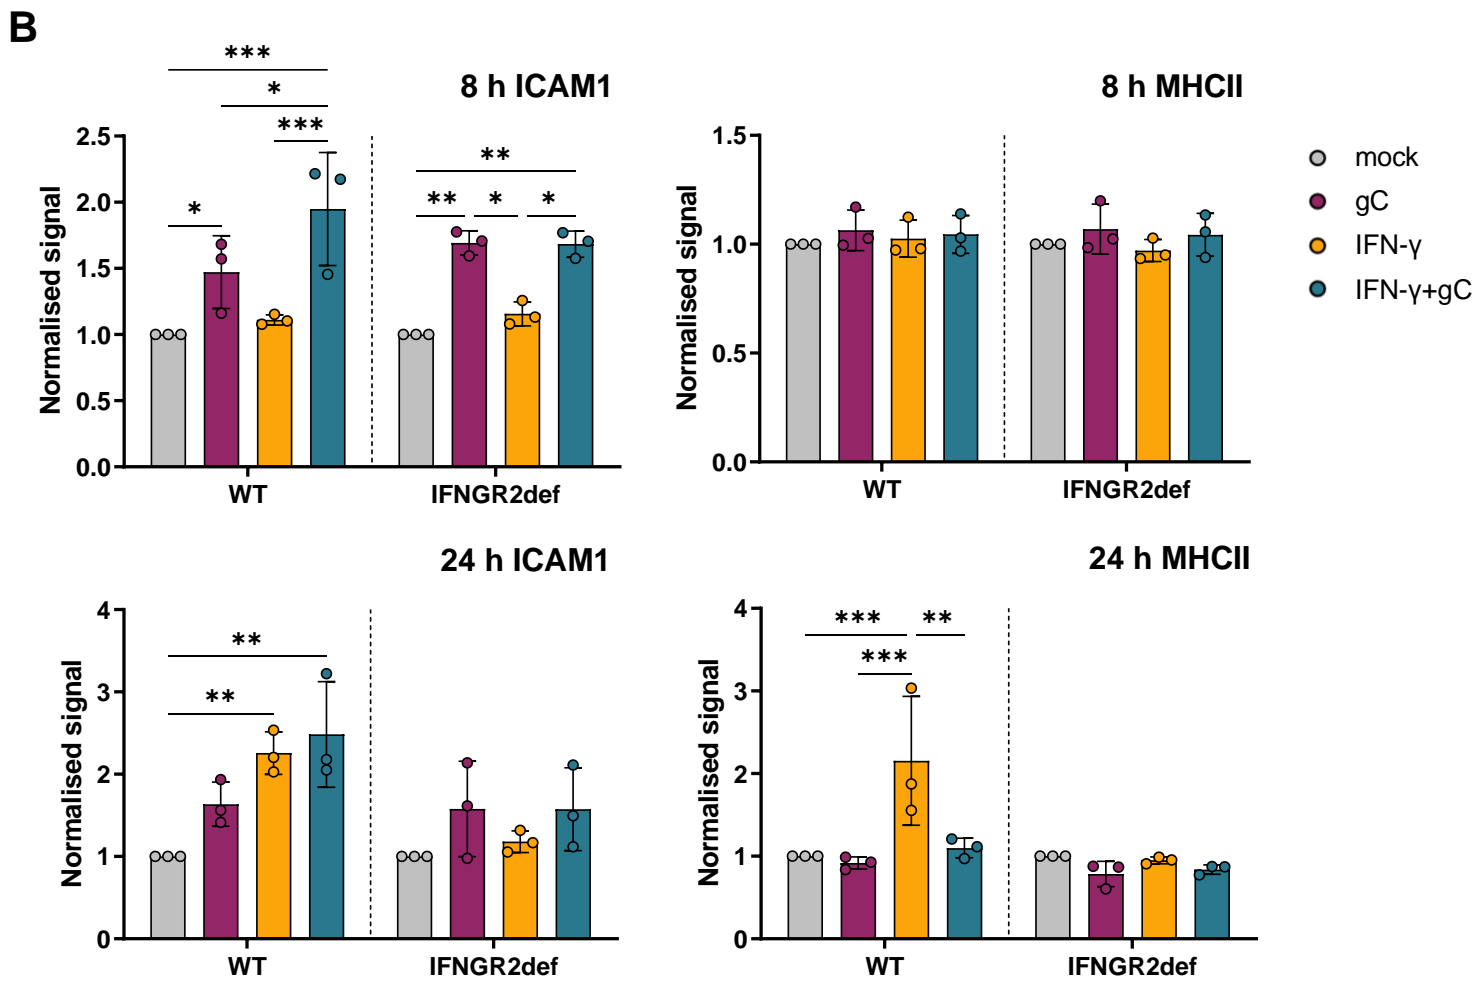 B
8 h ICAM1
***
*
***
*
**
** * *
Normalised signal
2.5
2.0
1.5
1.0
0.5
0.0
WT IFNGR2def
8 h MHCII
Normalised signal
1.5
1.0
0.5
0.0
WT IFNGR2def
mock
gC
IFN-γ
IFN-γ+gC
24 h ICAM1
**
**
Normalised signal
4
3
2
1
0
WT IFNGR2def
24 h MHCII
*** **
***
Normalised signal
4
3
2
1
0
WT IFNGR2def